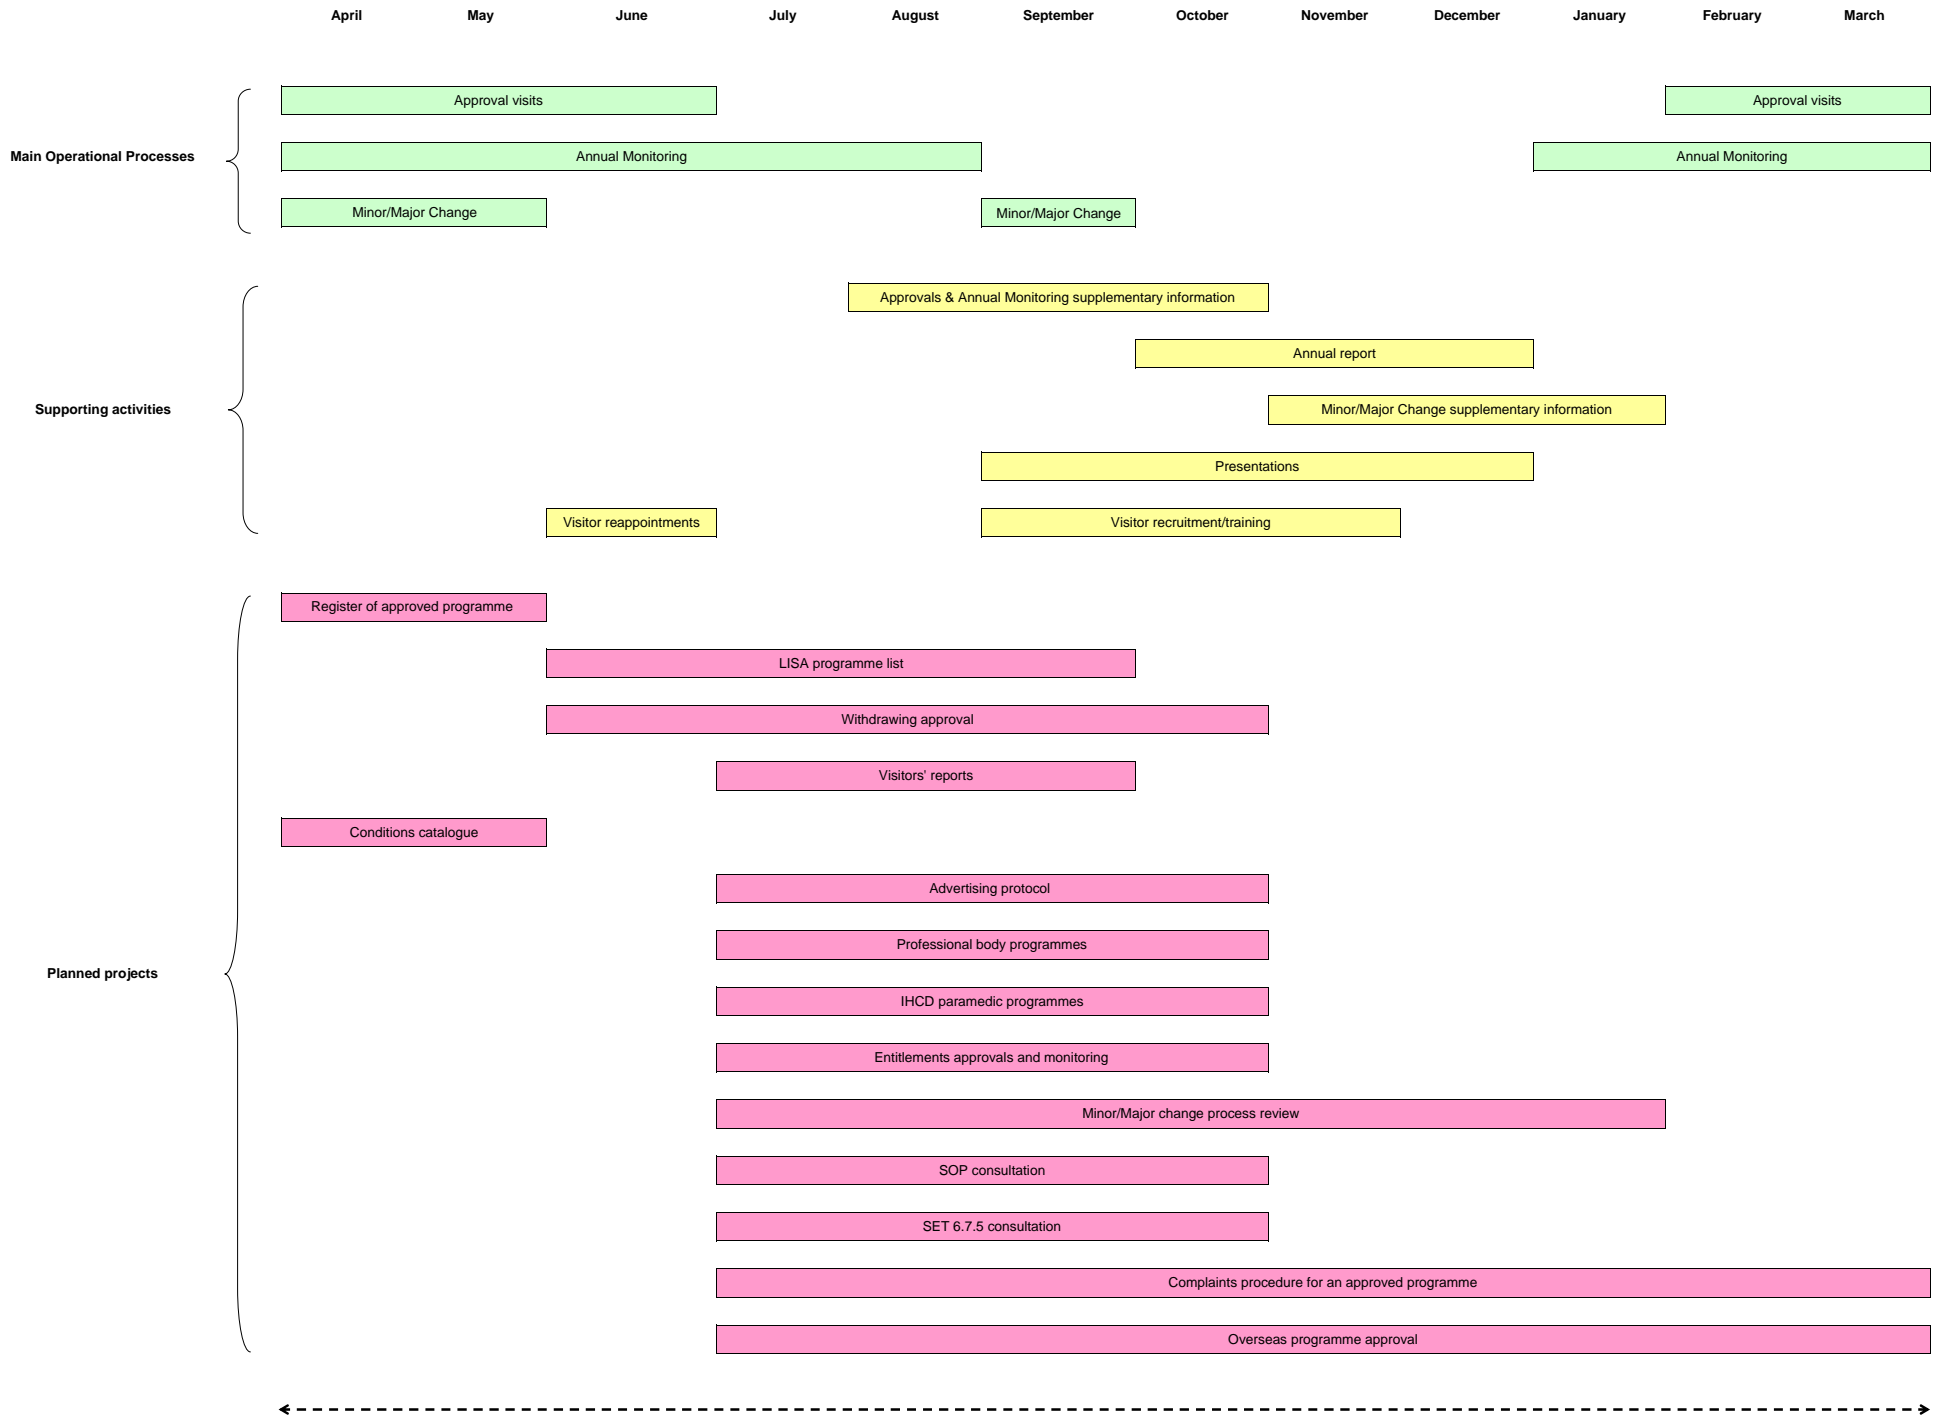 April May June July August September October November December January February March
Approval visits Approval visits
Main Operational Processes Annual Monitoring Annual Monitoring
Minor/Major Change Minor/Major Change
Approvals & Annual Monitoring supplementary information
Annual report
Supporting activities Minor/Major Change supplementary information
Presentations
Visitor reappointments Visitor recruitment/training
Register of approved programme
LISA programme list
Withdrawing approval
Visitors' reports
Conditions catalogue
Advertising protocol
Professional body programmes
Planned projects
IHCD paramedic programmes
Entitlements approvals and monitoring
Minor/Major change process review
SOP consultation
SET 6.7.5 consultation
Complaints procedure for an approved programme
Overseas programme approval